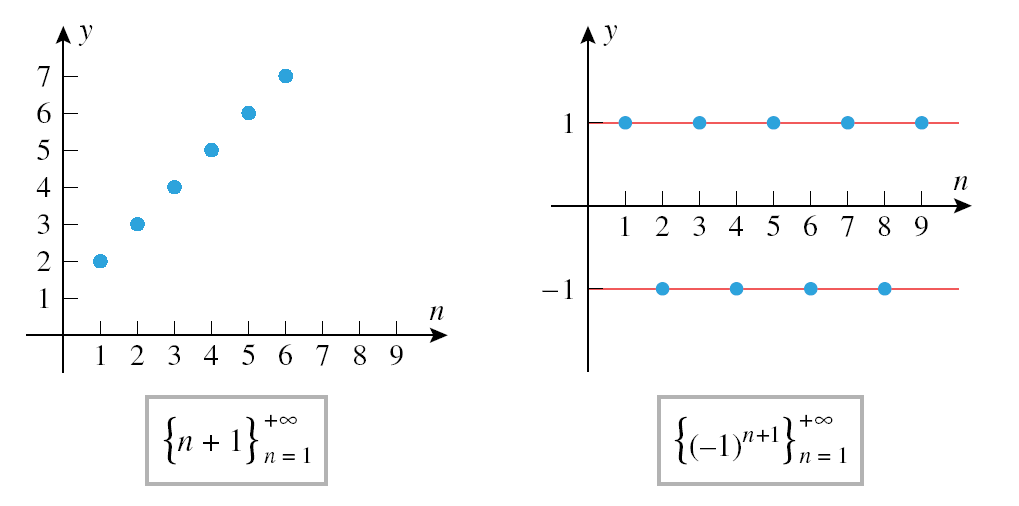 y
7
6
5
4
3
2
1
n
1 2 3 4 5 6 7 8 9
{n + 1}^{+∞}_{n = 1}
y
1
n
1 2 3 4 5 6 7 8 9
−1
{(−1)^{n+1}}^{+∞}_{n = 1}